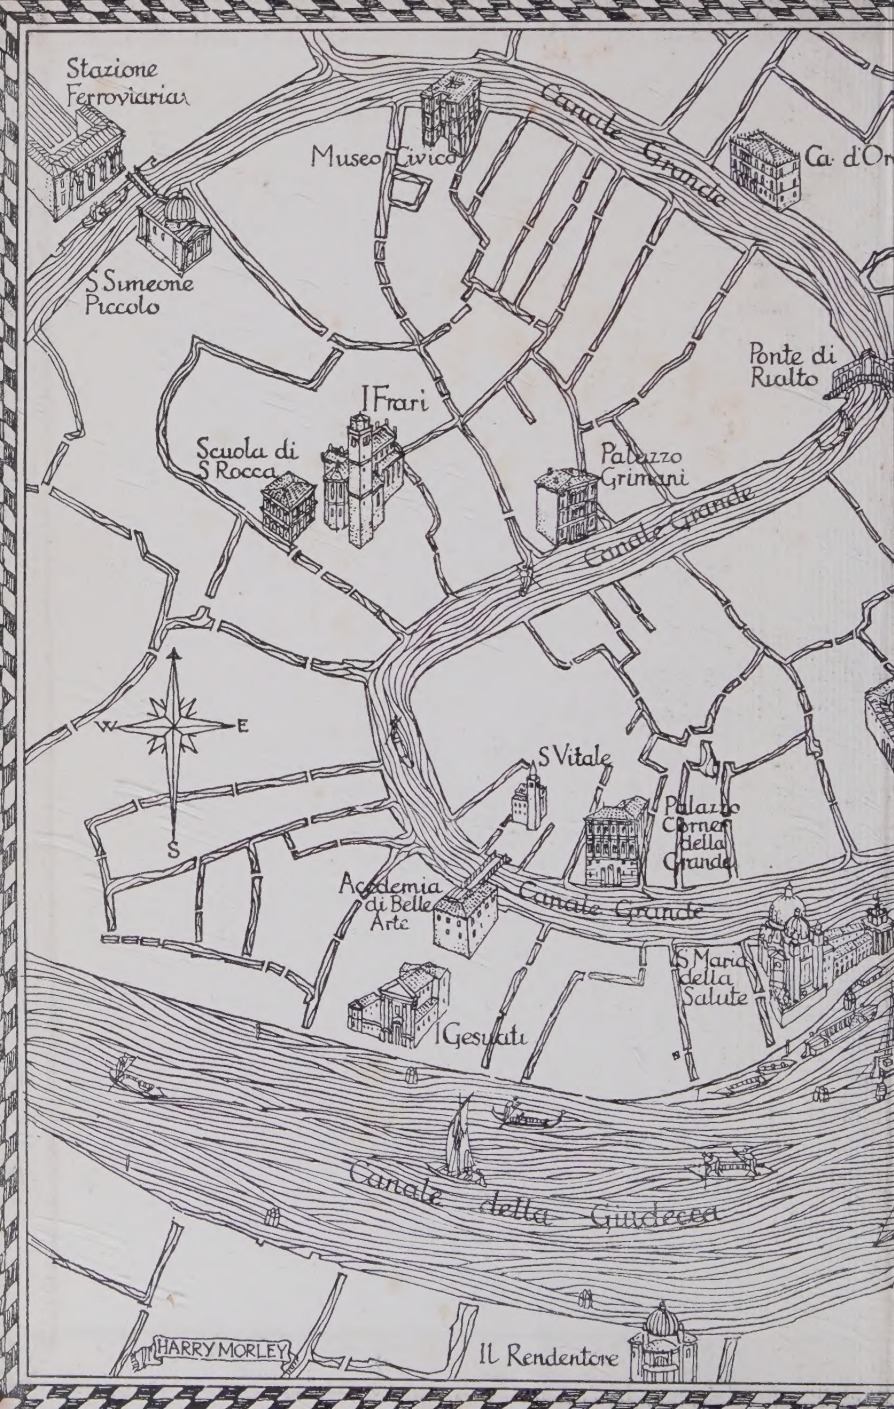 Stazione
Ferroviaria
Canale Grande
Museo Civico
Ca d'Or
S Simeone
Piccolo
Ponte di
Rialto
I Frari
Scuola di
S Rocca
Palazzo
Grimani
Canale Grande
W E
S
S Vitale
Palazzo
Corner
della
Grande
Accdemia
di Belle
Arte
Canale Grande
S Maria
della
Salute
I Gesuati
Canale della Giudecca
HARRY MORLEY
Il Rendentore